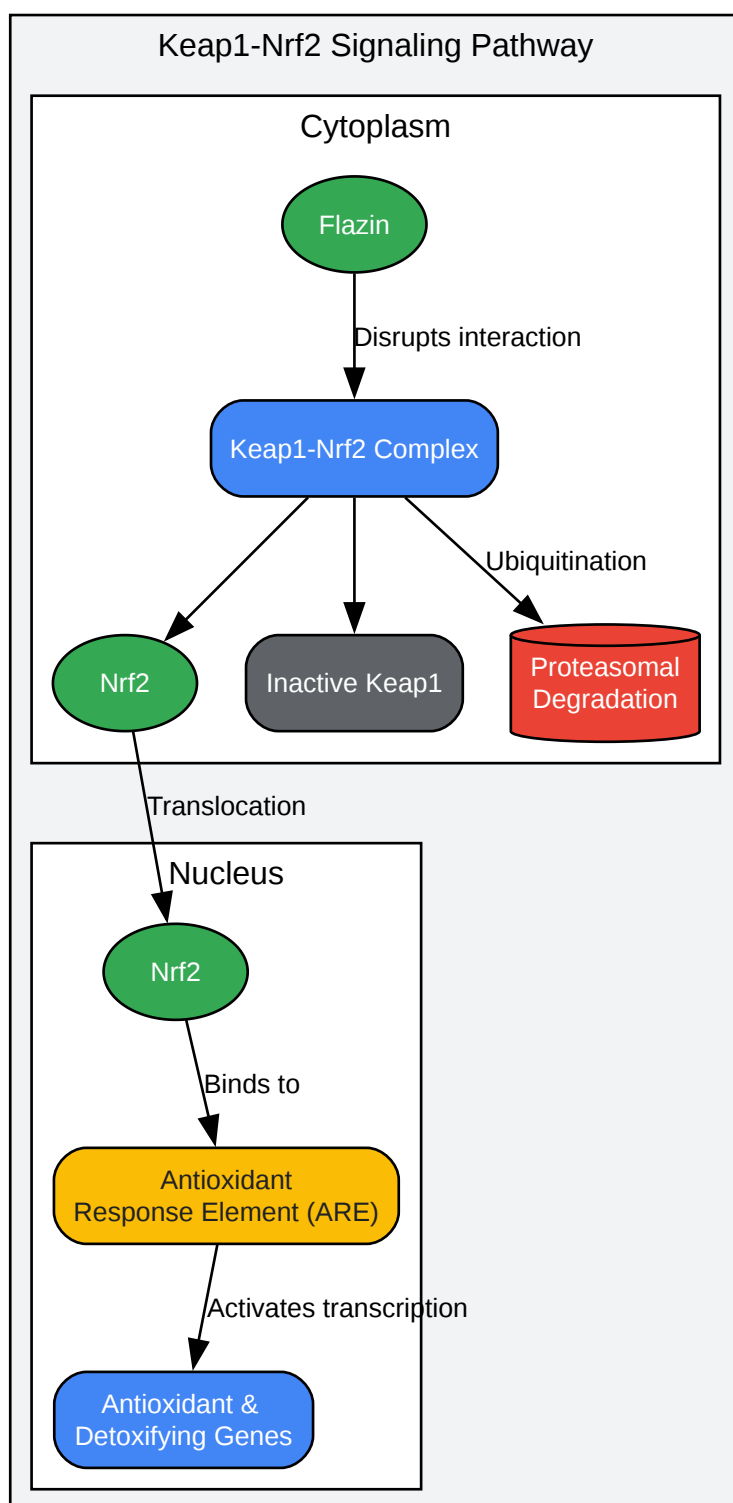 Keap1-Nrf2 Signaling Pathway
Cytoplasm
Flazin
Disrupts interaction
Keap1-Nrf2 Complex
Ubiquitination
Nrf2
Inactive Keap1
Proteasomal
Degradation
Translocation
Nucleus
Nrf2
Binds to
Antioxidant
Response Element (ARE)
Activates transcription
Antioxidant &
Detoxifying Genes